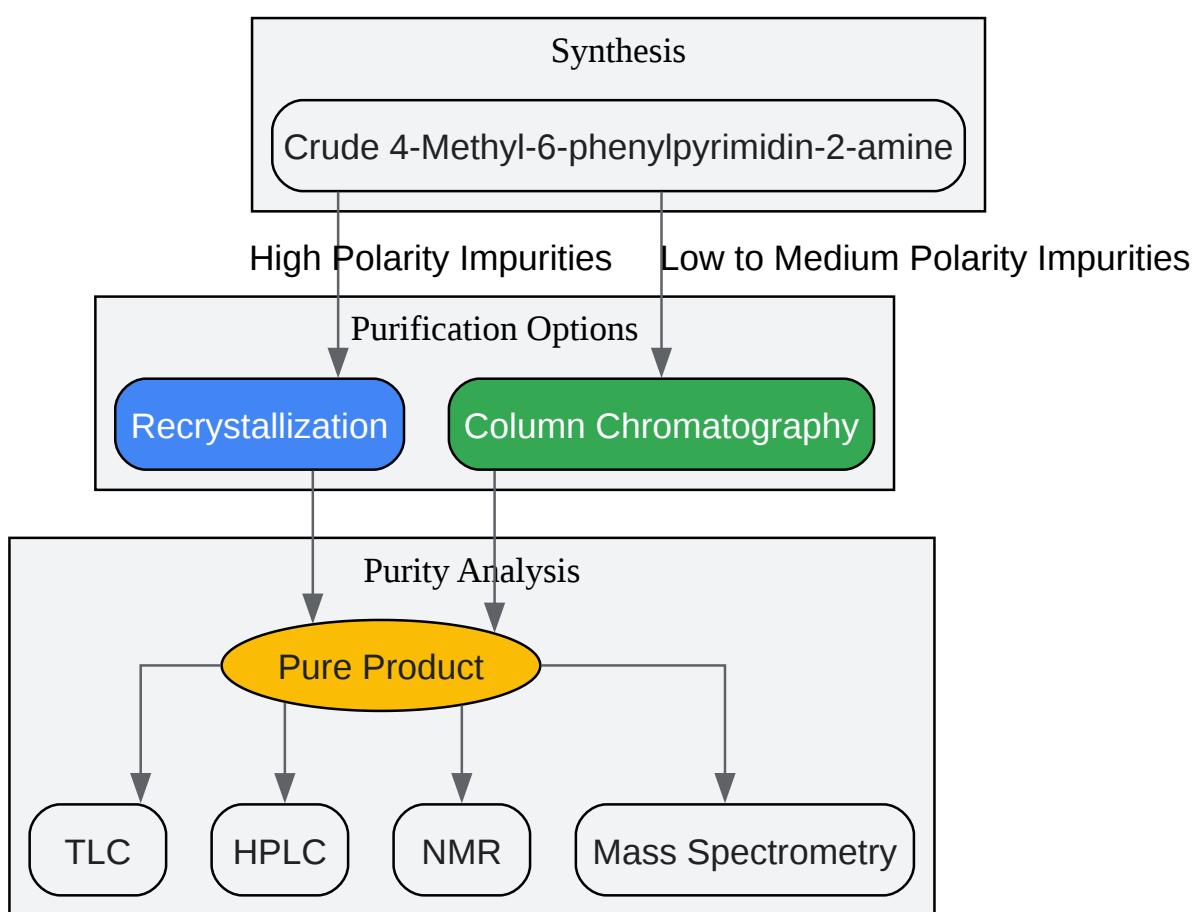 Synthesis
Crude 4-Methyl-6-phenylpyrimidin-2-amine
High Polarity Impurities
Low to Medium Polarity Impurities
Purification Options
Recrystallization
Column Chromatography
Purity Analysis
Pure Product
TLC
HPLC
NMR
Mass Spectrometry